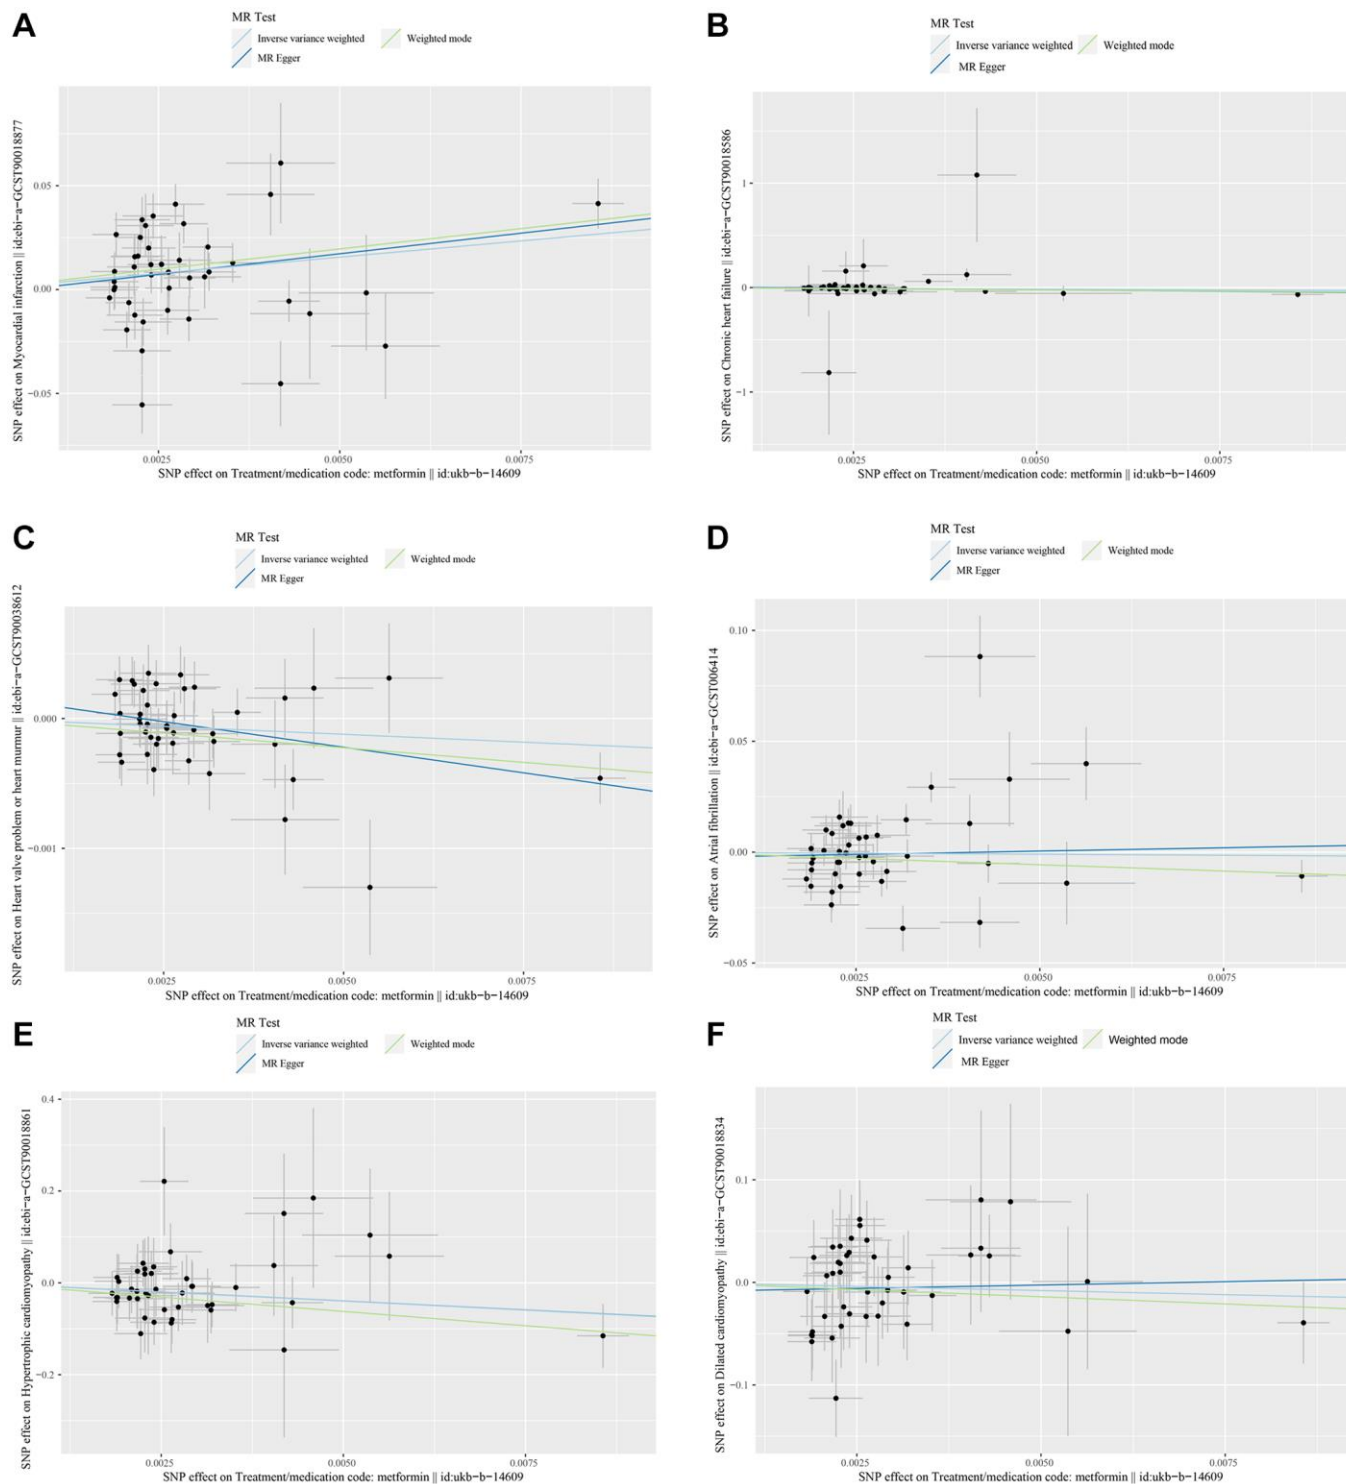 A
MR Test
Inverse variance weighted
Weighted mode
MR Egger
SNP effect on Myocardial infarction || id:ebi−a−GCST90018877
0.05
0.00
−0.05
0.0025
0.0050
0.0075
SNP effect on Treatment/medication code: metformin || id:ukb−b−14609
B
MR Test
Inverse variance weighted
Weighted mode
MR Egger
SNP effect on Chronic heart failure || id:ebi−a−GCST90018586
1
0
−1
0.0025
0.0050
0.0075
SNP effect on Treatment/medication code: metformin || id:ukb−b−14609
C
MR Test
Inverse variance weighted
Weighted mode
MR Egger
SNP effect on Heart valve problem or heart murmur || id:ebi−a−GCST90038612
0.000
−0.001
0.0025
0.0050
0.0075
SNP effect on Treatment/medication code: metformin || id:ukb−b−14609
D
MR Test
Inverse variance weighted
Weighted mode
MR Egger
SNP effect on Atrial fibrillation || id:ebi−a−GCST006414
0.10
0.05
0.00
−0.05
0.0025
0.0050
0.0075
SNP effect on Treatment/medication code: metformin || id:ukb−b−14609
E
MR Test
Inverse variance weighted
Weighted mode
MR Egger
SNP effect on Hypertrophic cardiomyopathy || id:ebi−a−GCST90018861
0.4
0.2
0.0
−0.2
0.0025
0.0050
0.0075
SNP effect on Treatment/medication code: metformin || id:ukb−b−14609
F
MR Test
Inverse variance weighted
Weighted mode
MR Egger
SNP effect on Dilated cardiomyopathy || id:ebi−a−GCST90018834
0.1
0.0
−0.1
0.0025
0.0050
0.0075
SNP effect on Treatment/medication code: metformin || id:ukb−b−14609